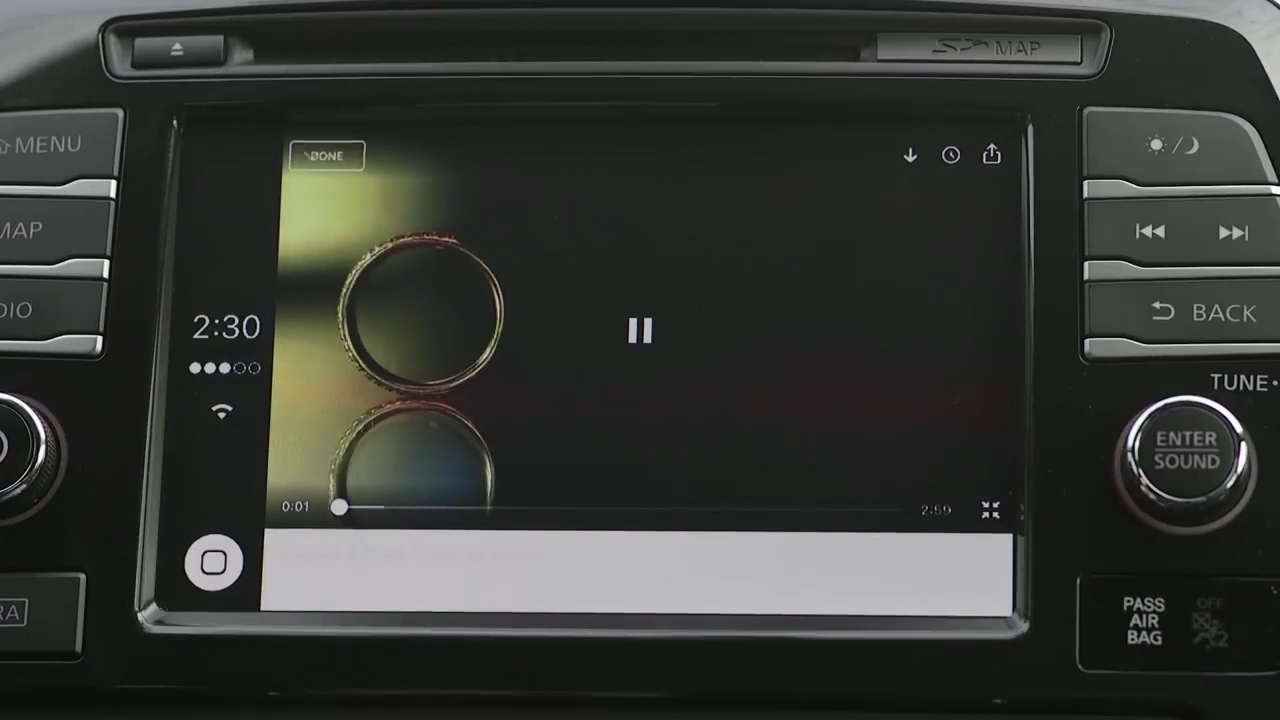 MAP
MENU
MAP
DIO
RA
DONE
2:30
0:01
2:59
BACK
TUNE
ENTER
SOUND
PASS
AIR
BAG
OFF
2